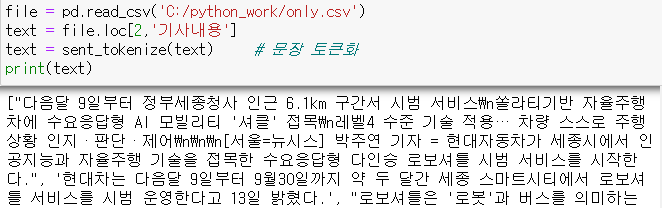 file = pd.read_csv('C:/python_work/only.csv')
text = file.loc[2,'기사내용']
text = sent_tokenize(text)    # 문장 토큰화
print(text)
["다음달 9일부터 정부세종청사 인근 6.1km 구간서 시범 서비스₩n쏠라티기반 자율주행
차에 수요응답형 AI 모빌리티 '셔클' 접목₩n레벨4 수준 기술 적용… 차량 스스로 주행
상황 인지·판단·제어₩n₩n₩n[서울=뉴시스] 박주연 기자 = 현대자동차가 세종시에서 인
공지능과 자율주행 기술을 접목한 수요응답형 다인승 로보셔틀 시범 서비스를 시작한
다.", '현대차는 다음달 9일부터 9월30일까지 약 두 달간 세종 스마트시티에서 로보셔
틀 서비스를 시범 운영한다고 13일 밝혔다.', "로보셔틀은 '로봇'과 버스를 의미하는